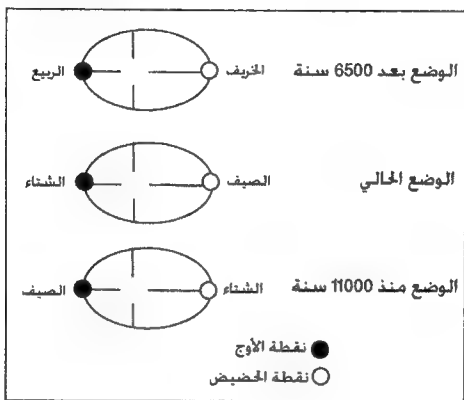 الوضع بعد 6500 سنة الخريف الربيع
الوضع الحالي الصيف الشتاء
الوضع منذ 11000 سنة الشتاء الصيف
نقطة الأوج
نقطة الحضيض